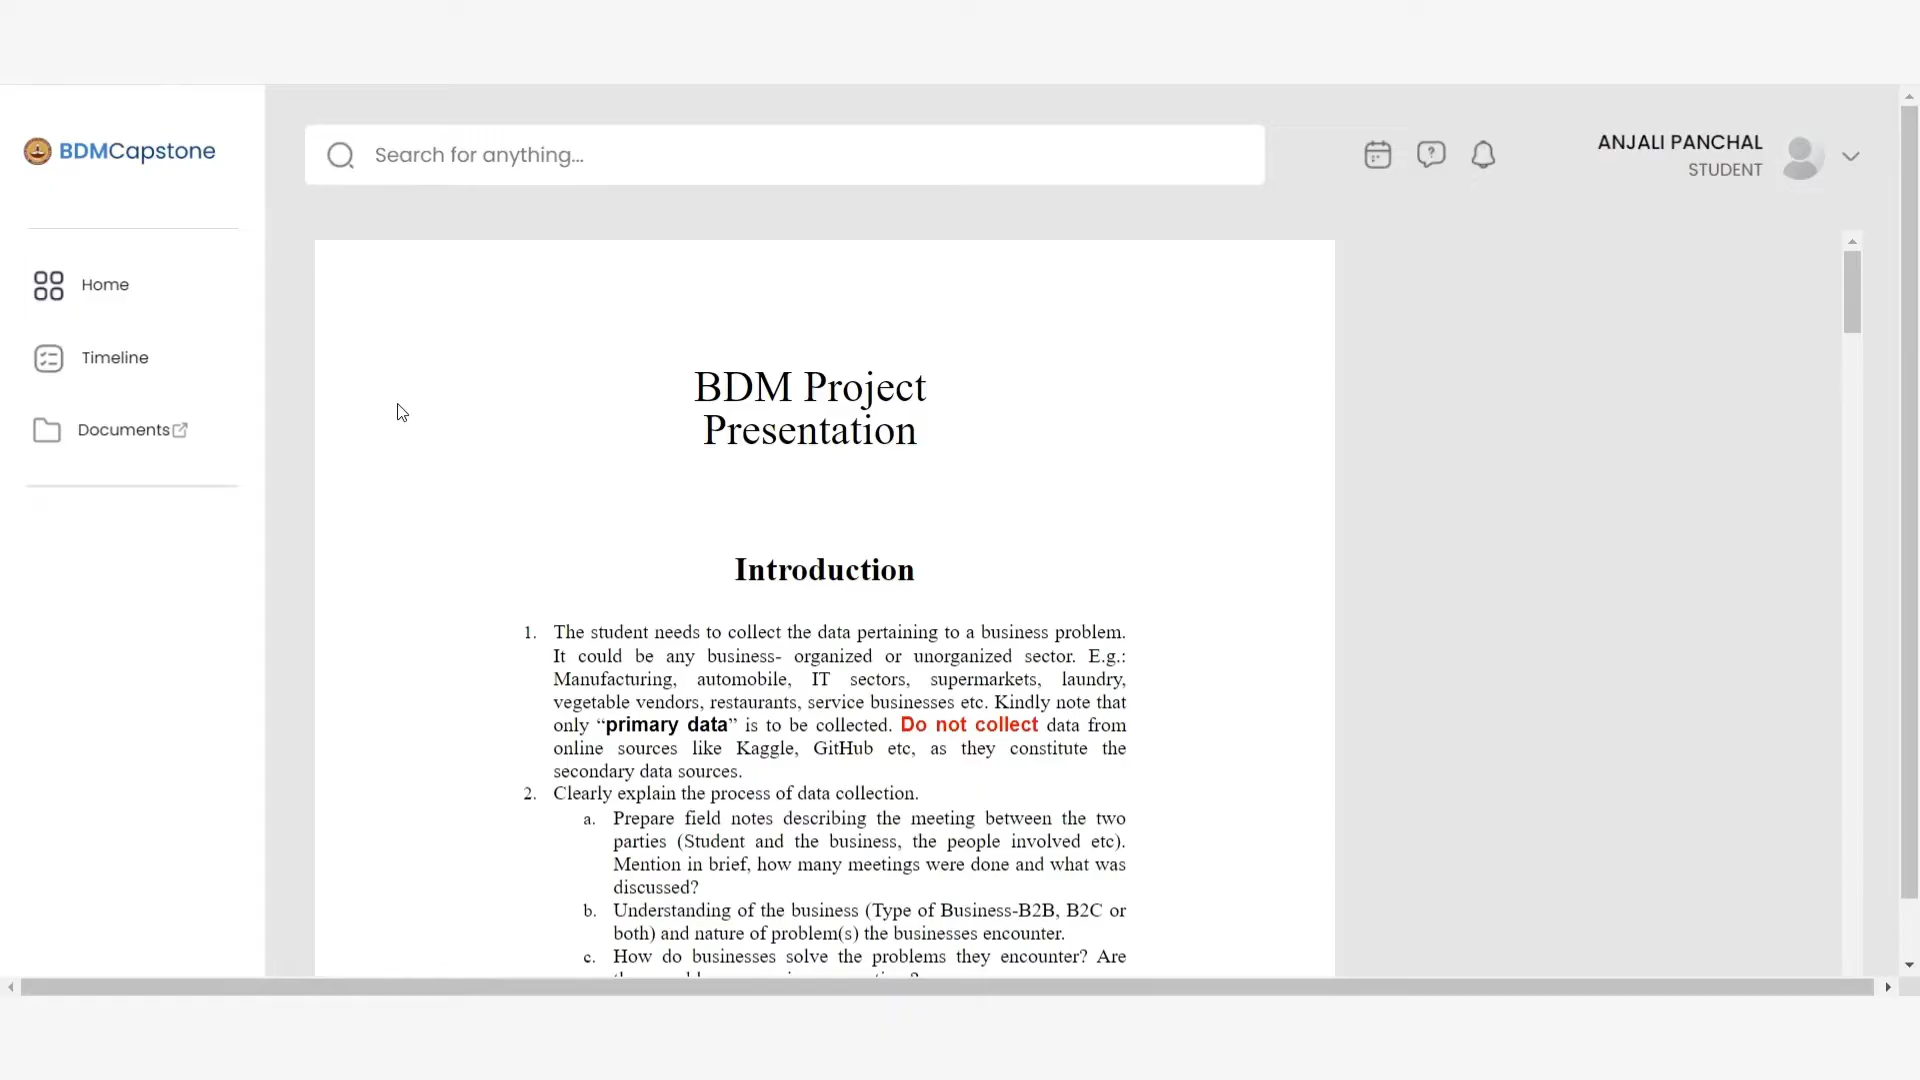 BDMCapstone
Search for anything...
ANJALI PANCHAL
STUDENT
Home
Timeline
Documents
BDM Project
Presentation
Introduction
1. The student needs to collect the data pertaining to a business problem.
It could be any business- organized or unorganized sector. E.g.:
Manufacturing, automobile, IT sectors, supermarkets, laundry,
vegetable vendors, restaurants, service businesses etc. Kindly note that
only “primary data” is to be collected. Do not collect data from
online sources like Kaggle, GitHub etc, as they constitute the
secondary data sources.
2. Clearly explain the process of data collection.
a. Prepare field notes describing the meeting between the two
parties (Student and the business, the people involved etc).
Mention in brief, how many meetings were done and what was
discussed?
b. Understanding of the business (Type of Business-B2B, B2C or
both) and nature of problem(s) the businesses encounter.
c. How do businesses solve the problems they encounter? Are